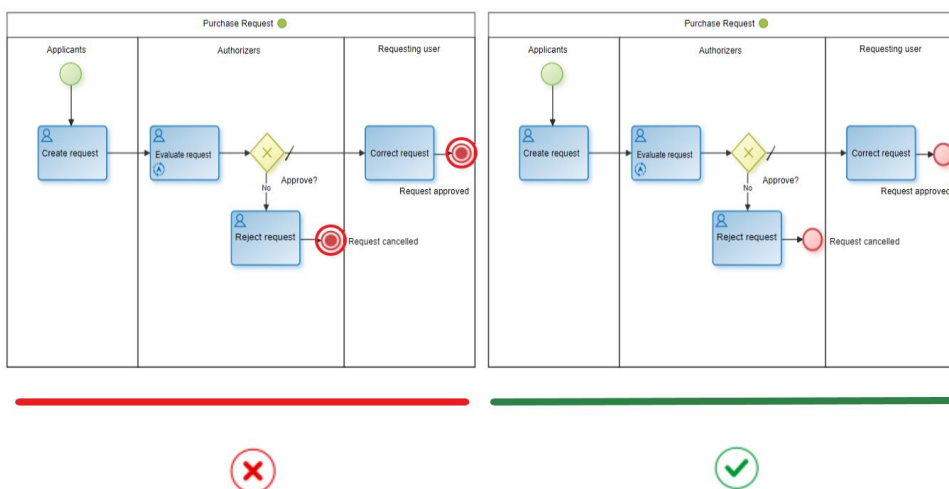 Purchase Request
Applicants
Authorizers
Requesting user
Create request
Evaluate request
Correct request
Approve?
No
Request approved
Reject request
Request cancelled
Purchase Request
Applicants
Authorizers
Requesting user
Create request
Evaluate request
Correct request
Approve?
No
Request approved
Reject request
Request cancelled